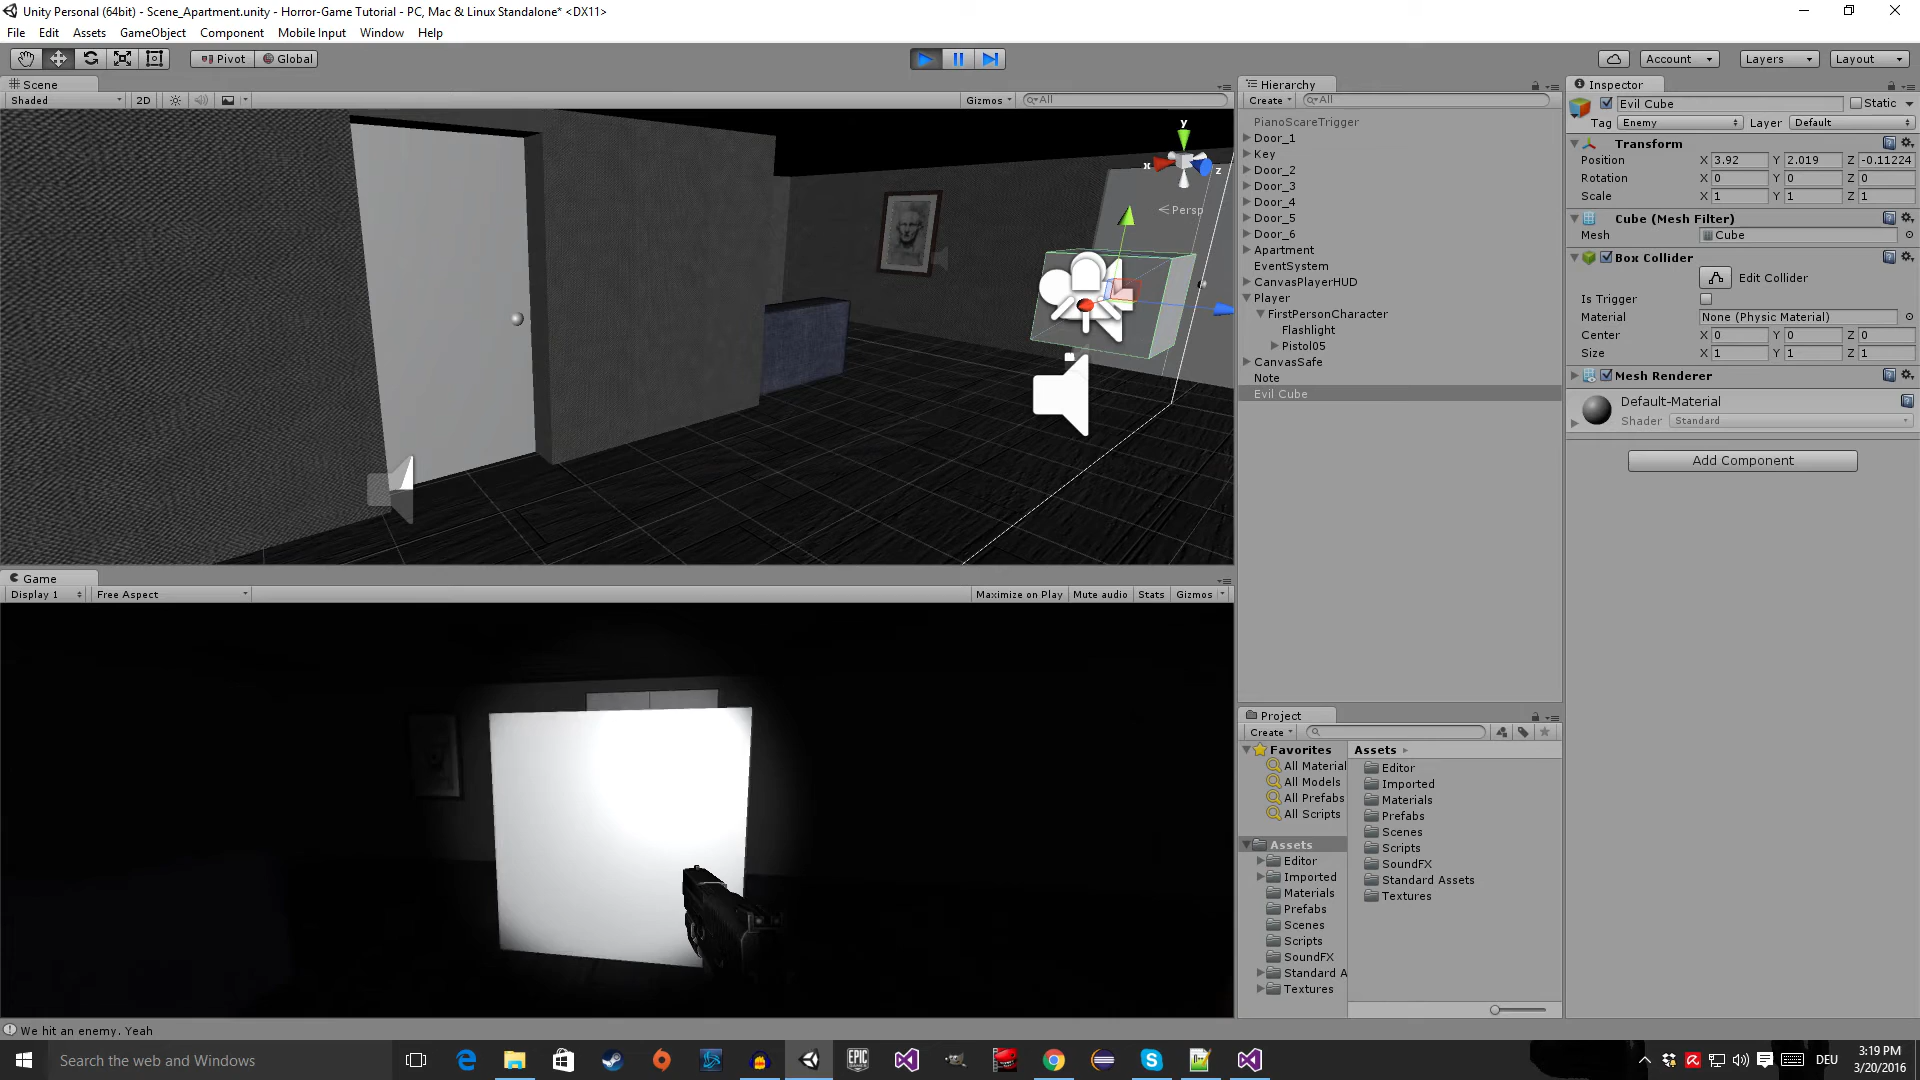 Unity Personal (64bit) - Scene_Apartment.unity - Horror-Game Tutorial - PC, Mac & Linux Standalone* <DX11>
File Edit Assets GameObject Component Mobile Input Window Help
Pivot Global Account Layers Layout
Scene
Shaded 2D Gizmos All
y
x
z
Persp
Game
Display 1 Free Aspect Maximize on Play Mute audio Stats Gizmos
Hierarchy
Create All
PianoScareTrigger
Door_1
Key
Door_2
Door_3
Door_4
Door_5
Door_6
Apartment
EventSystem
CanvasPlayerHUD
Player
FirstPersonCharacter
Flashlight
Pistol05
CanvasSafe
Note
Evil Cube
Project
Create
Favorites
All Material
All Models
All Prefabs
All Scripts
Assets
Editor
Imported
Materials
Prefabs
Scenes
Scripts
SoundFX
Standard A
Textures
Assets
Editor
Imported
Materials
Prefabs
Scenes
Scripts
SoundFX
Standard Assets
Textures
Inspector
Evil Cube Static
Tag Enemy Layer Default
Transform
Position X 3.92 Y 2.019 Z -0.11224
Rotation X 0 Y 0 Z 0
Scale X 1 Y 1 Z 1
Cube (Mesh Filter)
Mesh Cube
Box Collider
Edit Collider
Is Trigger
Material None (Physic Material)
Center X 0 Y 0 Z 0
Size X 1 Y 1 Z 1
Mesh Renderer
Default-Material
Shader Standard
Add Component
We hit an enemy. Yeah
Search the web and Windows
EPIC GAMES
DEU
3:19 PM
3/20/2016